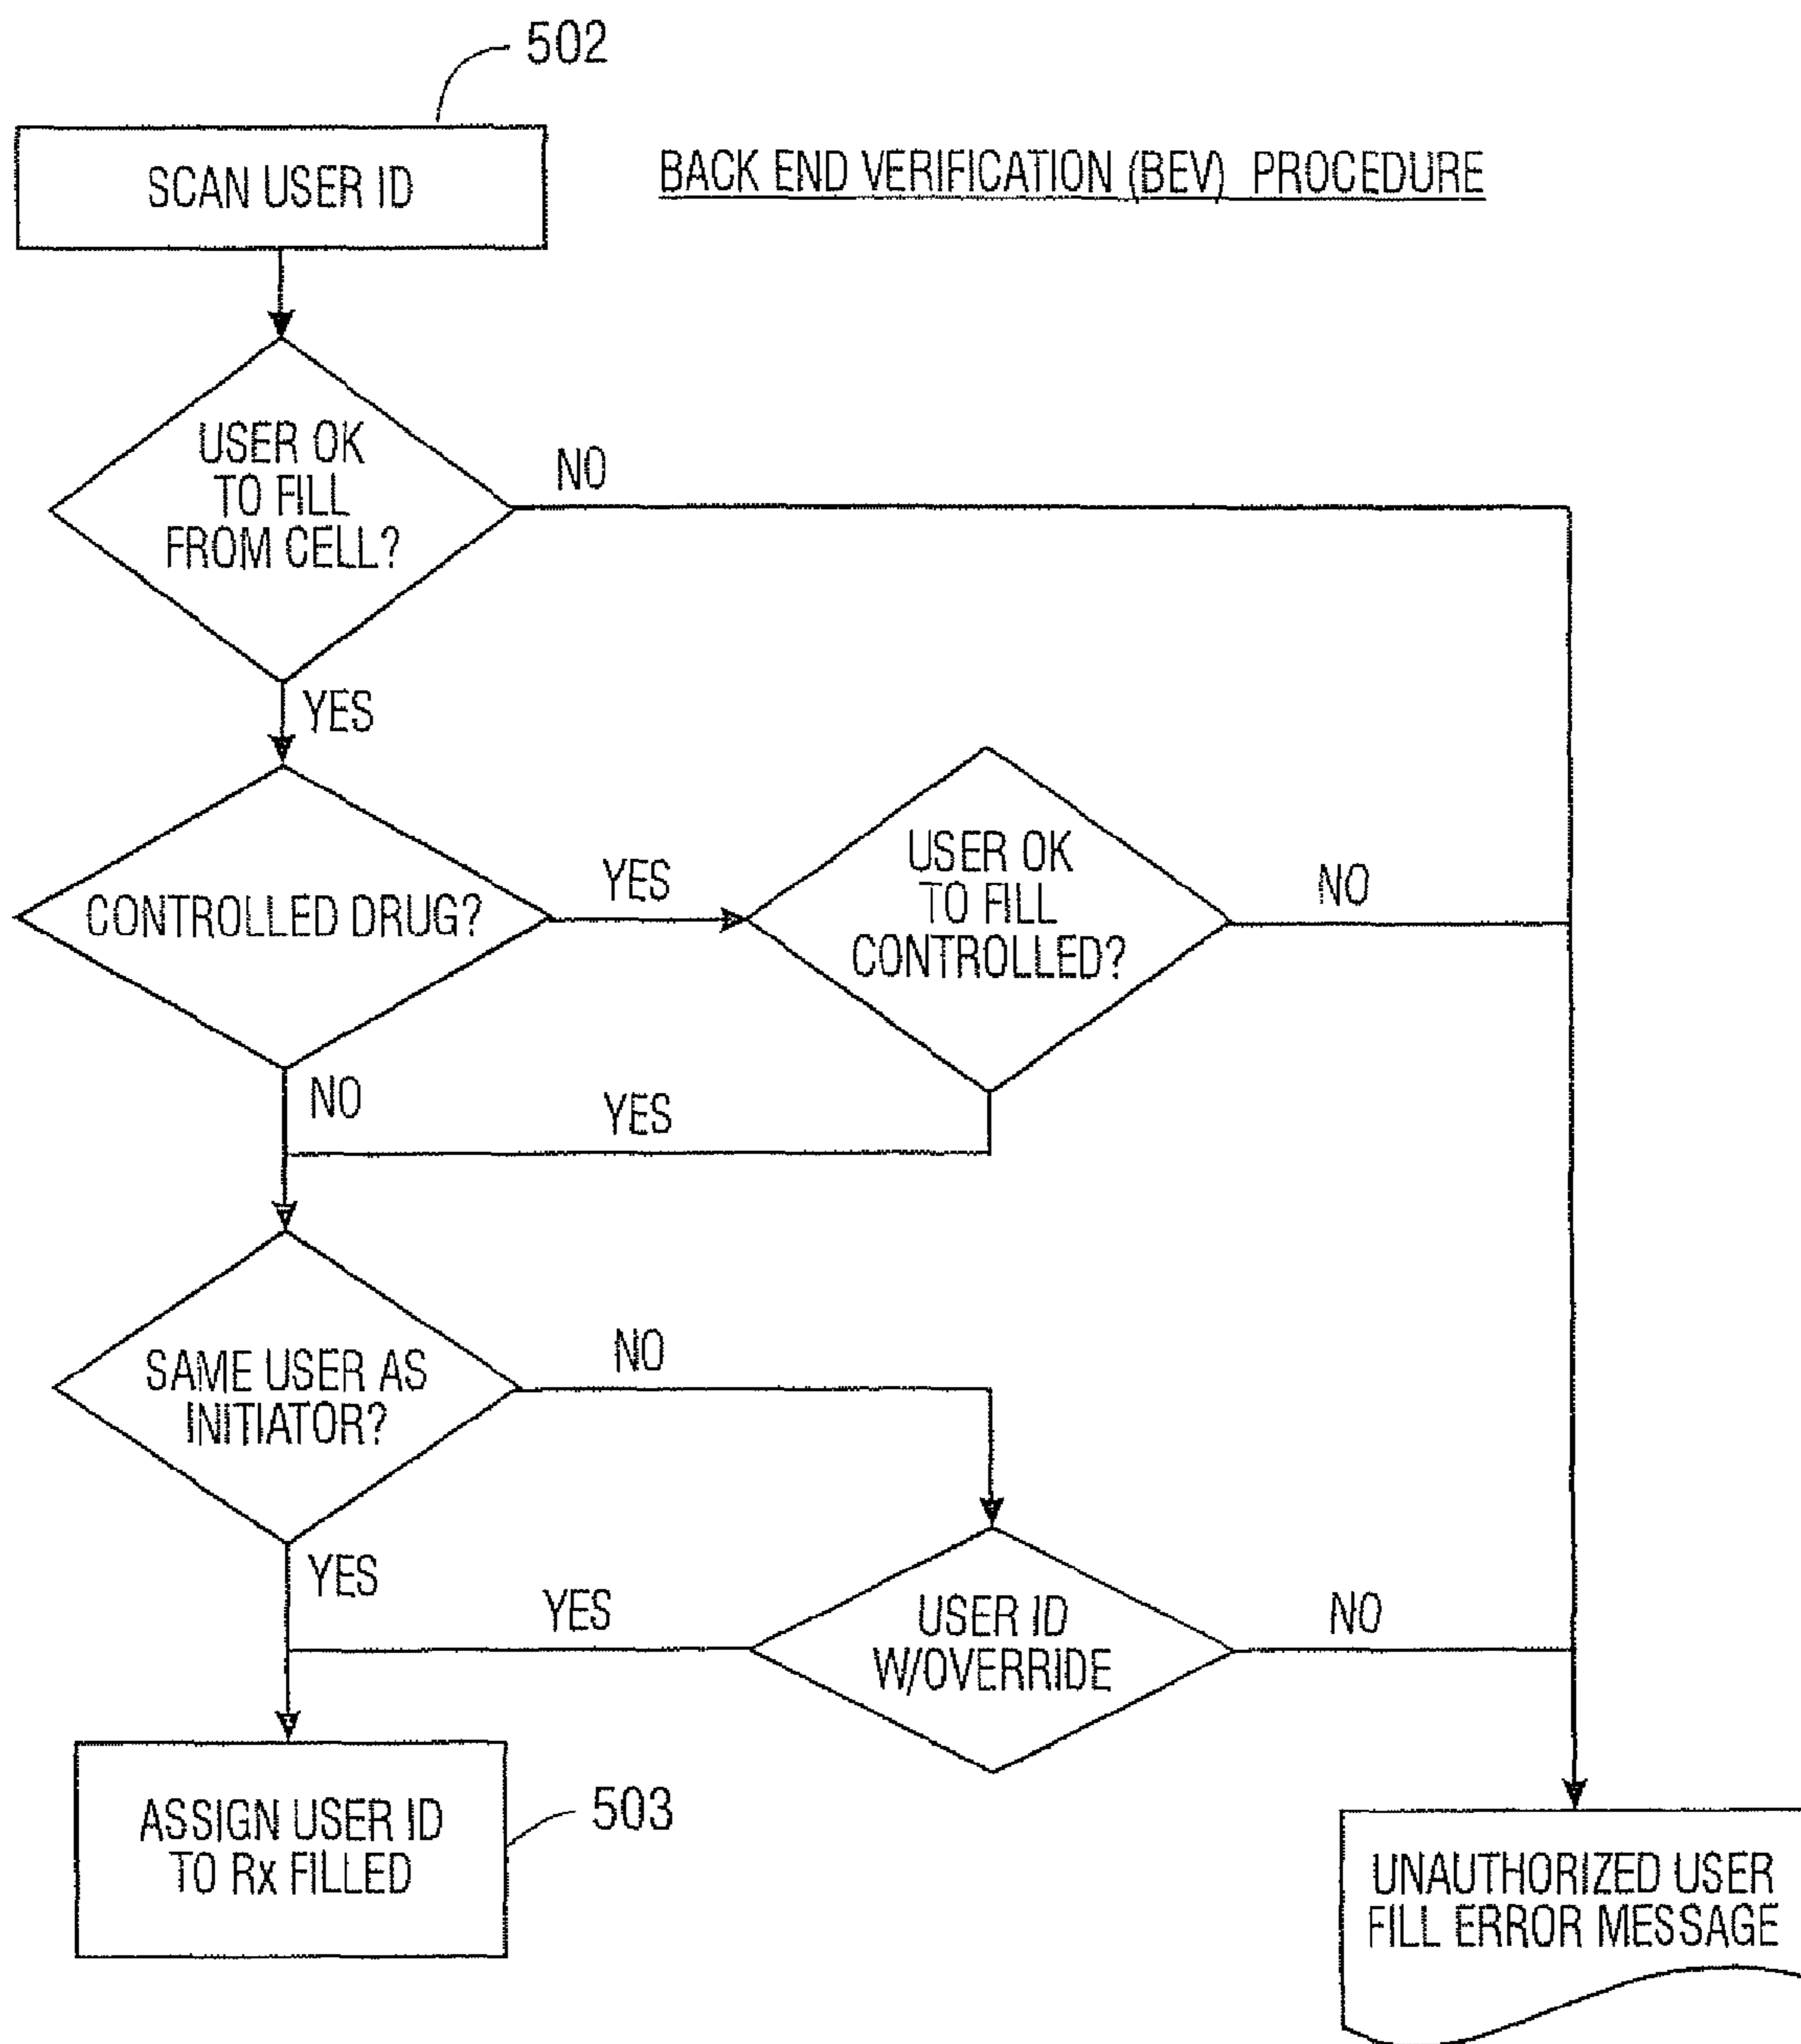 502
SCAN USER ID
BACK END VERIFICATION (BEV) PROCEDURE
USER OK
TO FILL
FROM CELL?
NO
YES
CONTROLLED DRUG?
YES
USER OK
TO FILL
CONTROLLED?
NO
NO
YES
SAME USER AS
INITIATOR?
NO
YES
YES
USER ID
W/OVERRIDE
NO
ASSIGN USER ID
TO Rx FILLED
503
UNAUTHORIZED USER
FILL ERROR MESSAGE